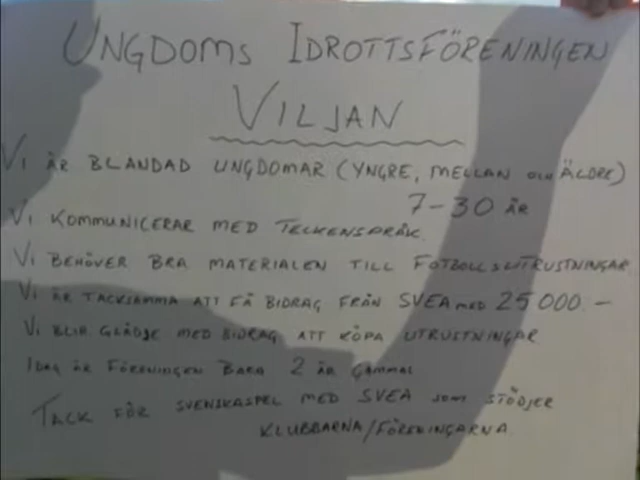 UNGDOMS IDROTTSFÖRENINGEN
VILJAN
VI ÄR BLANDAD UNGDOMAR (YNGRE, MELLAN och ÄLDRE)
7-30 ÅR
VI KOMMUNICERAR MED TECKENSPRÅK.
VI BEHÖVER BRA MATERIALEN TILL FOTBOLLSUTRUSTNINGAR
VI ÄR TACKSAMMA ATT FÅ BIDRAG FRÅN SVEA MED 25 000.-
VI BLIR GLÄDJE MED BIDRAG ATT KÖPA UTRUSTNINGAR
IDAG ÄR FÖRENINGEN BARA 2 ÅR GAMMAL
TACK FÖR SVENSKASPEL MED SVEA SOM STÖDJER
KLUBBARNA/FÖRENINGARNA